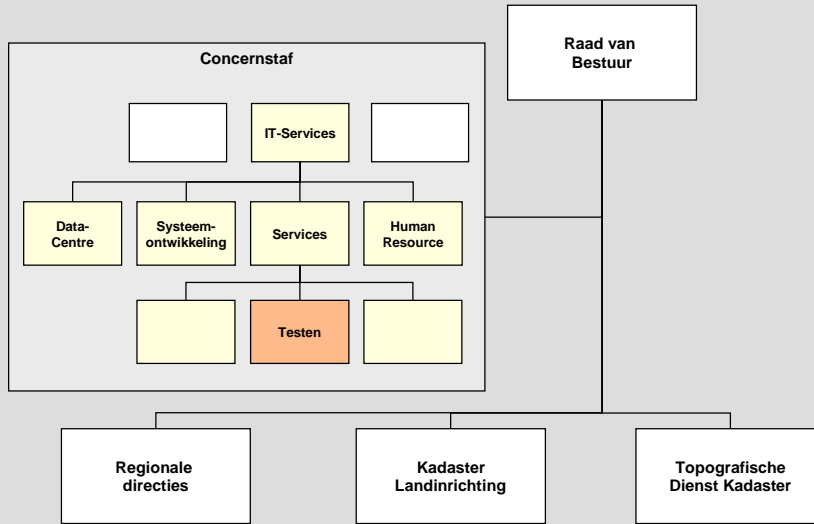 Raad van
Bestuur
Concernstaf
IT-Services
Data-
Centre
Systeem-
ontwikkeling
Services
Human
Resource
Testen
Regionale
directies
Kadaster
Landinrichting
Topografische
Dienst Kadaster